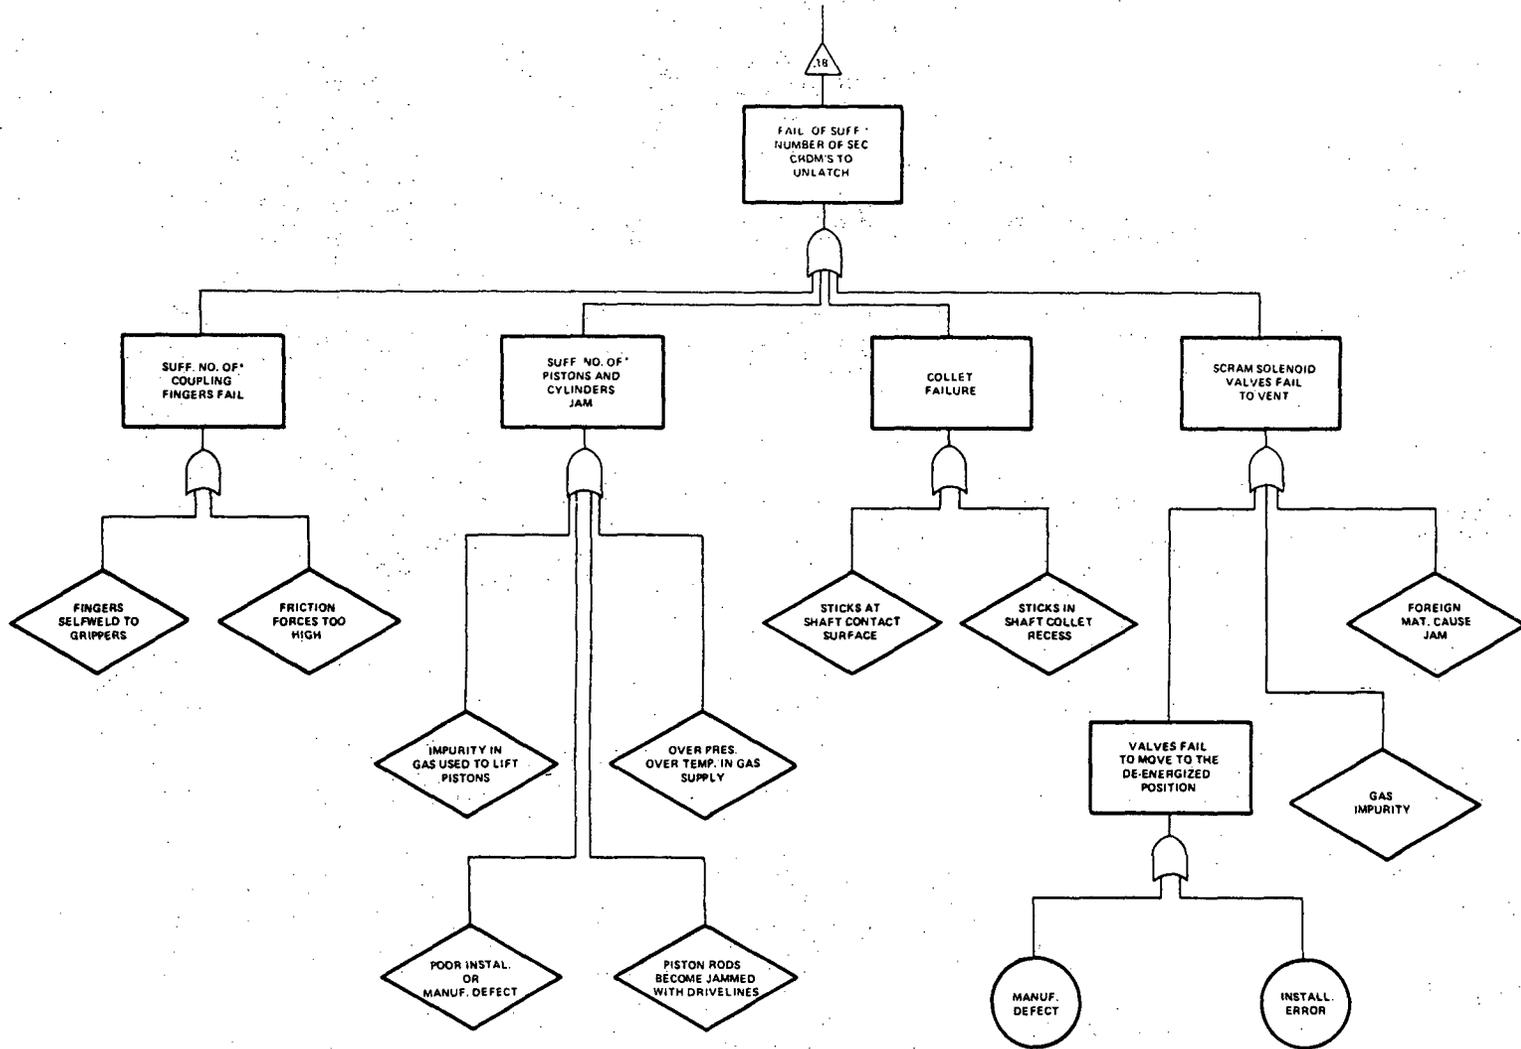 18
FAIL OF SUFF *
NUMBER OF SEC
CRDM'S TO
UNLATCH
SUFF. NO. OF*
COUPLING
FINGERS FAIL
SUFF NO. OF*
PISTONS AND
CYLINDERS
JAM
COLLET
FAILURE
SCRAM SOLENOID
VALVES FAIL
TO VENT
FINGERS
SELFWELD TO
GRIPPERS
FRICTION
FORCES TOO
HIGH
STICKS AT
SHAFT CONTACT
SURFACE
STICKS IN
SHAFT COLLET
RECESS
FOREIGN
MAT. CAUSE
JAM
IMPURITY IN
GAS USED TO LIFT
PISTONS
OVER PRES.
OVER TEMP. IN GAS
SUPPLY
VALVES FAIL
TO MOVE TO THE
DE-ENERGIZED
POSITION
GAS
IMPURITY
POOR INSTAL.
OR
MANUF. DEFECT
PISTON RODS
BECOME JAMMED
WITH DRIVELINES
MANUF.
DEFECT
INSTALL.
ERROR